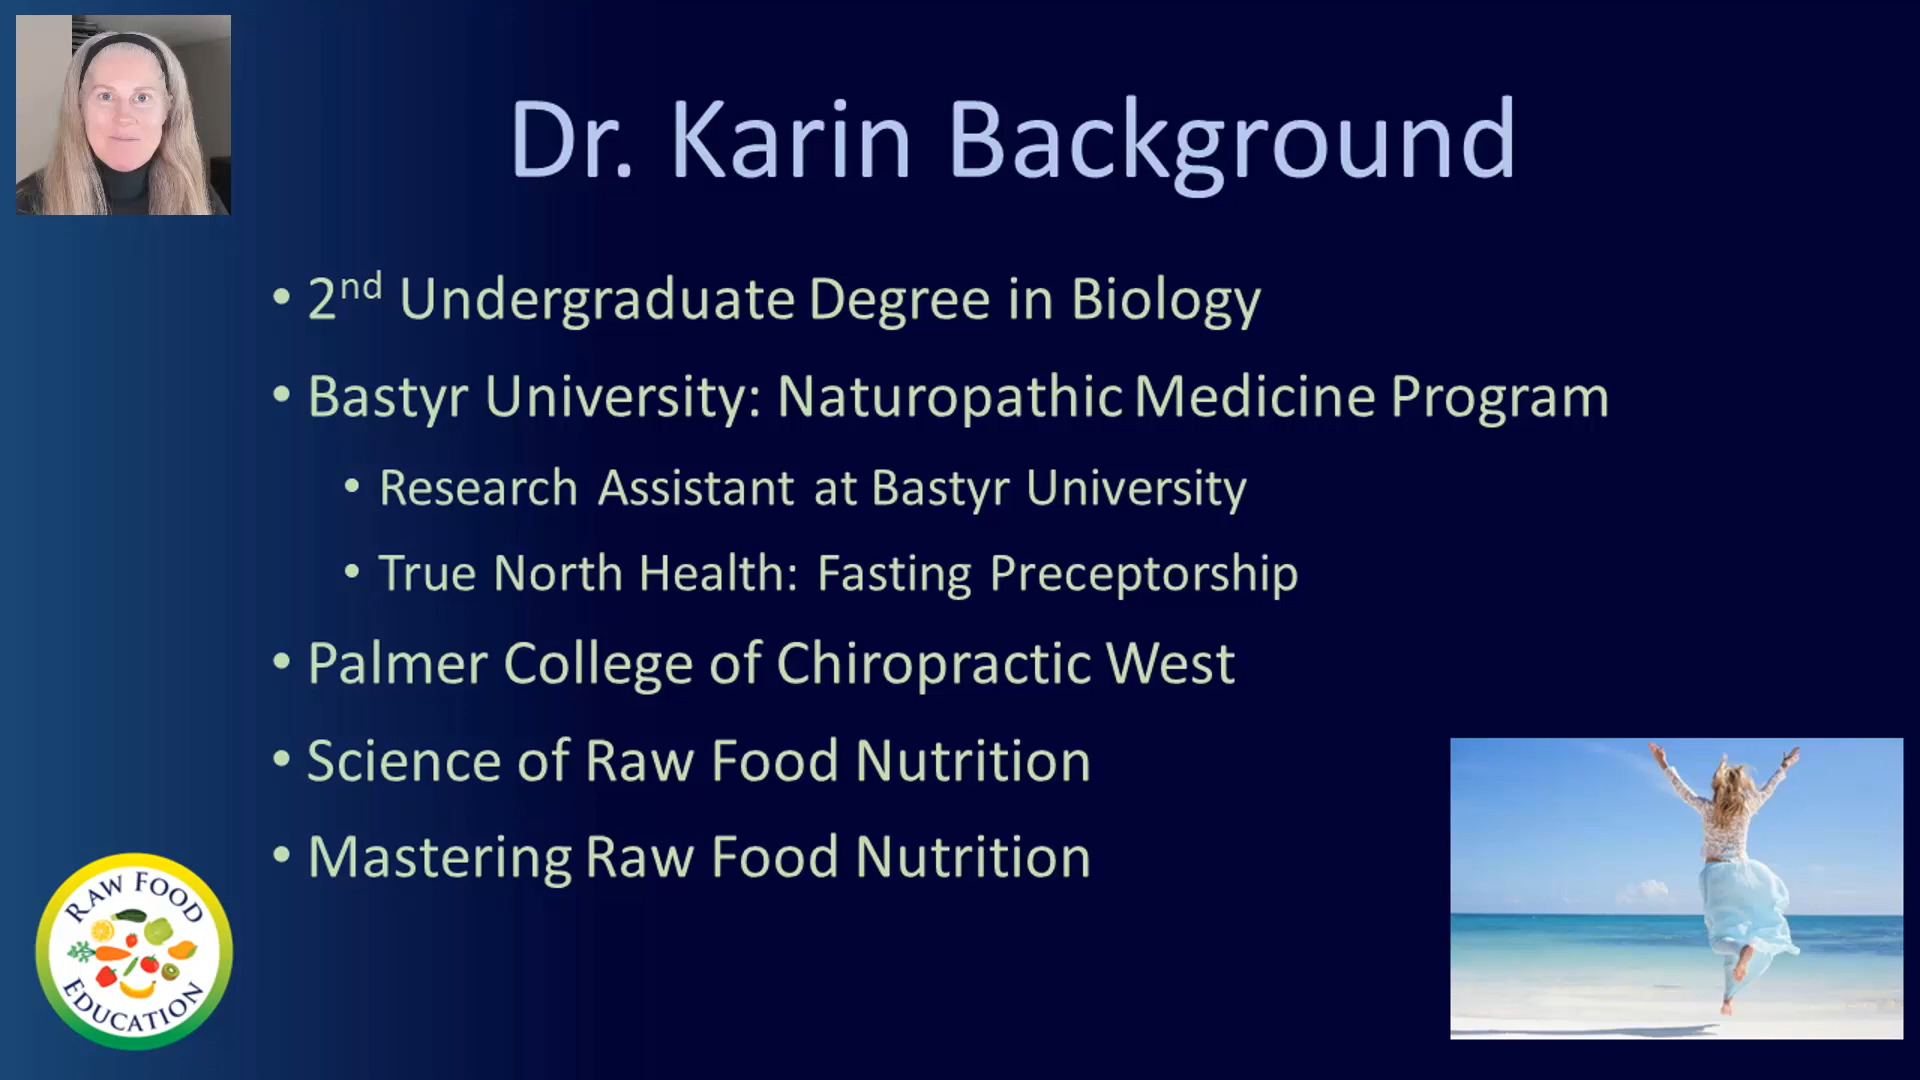 Dr. Karin Background
• 2nd Undergraduate Degree in Biology
• Bastyr University: Naturopathic Medicine Program
• Research Assistant at Bastyr University
• True North Health: Fasting Preceptorship
• Palmer College of Chiropractic West
• Science of Raw Food Nutrition
• Mastering Raw Food Nutrition
RAW FOOD
EDUCATION